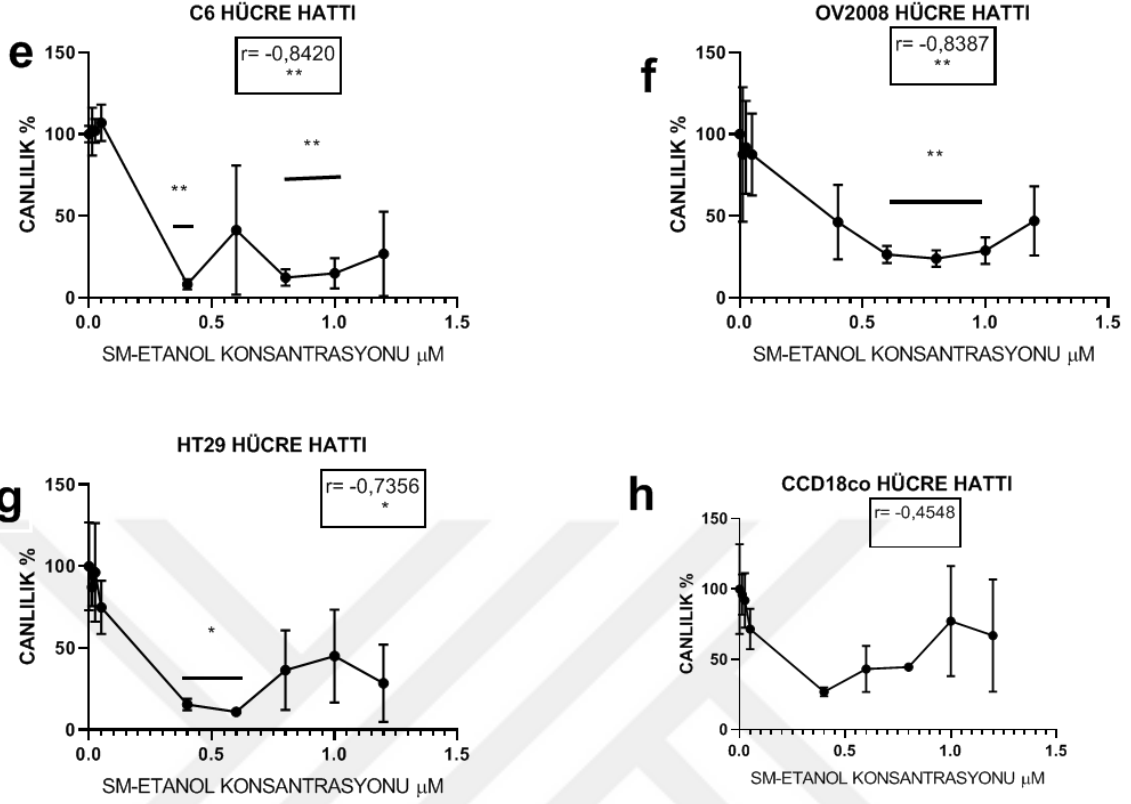 C6 HÜCRE HATTI
e
r= -0,8420
**
150
100
50
0
CANLILIK %
**
**
0.0 0.5 1.0 1.5
SM-ETANOL KONSANTRASYONU µM
OV2008 HÜCRE HATTI
f
r= -0,8387
**
150
100
50
0
CANLILIK %
**
0.0 0.5 1.0 1.5
SM-ETANOL KONSANTRASYONU µM
HT29 HÜCRE HATTI
g
r= -0,7356
*
150
100
50
0
CANLILIK %
*
0.0 0.5 1.0 1.5
SM-ETANOL KONSANTRASYONU µM
h
CCD18co HÜCRE HATTI
r= -0,4548
150
100
50
0
CANLILIK %
0.0 0.5 1.0 1.5
SM-ETANOL KONSANTRASYONU µM